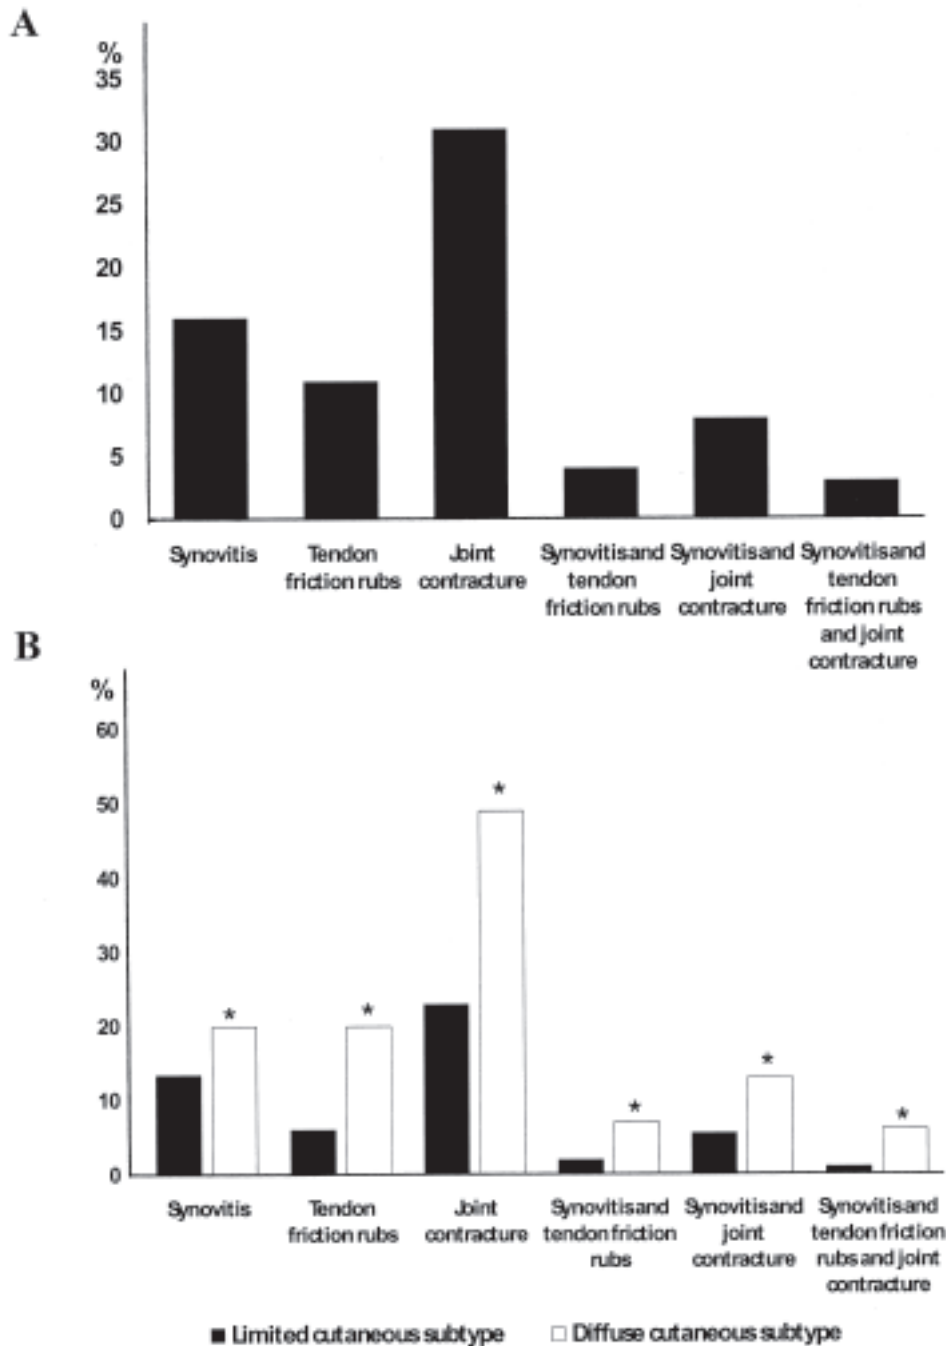 A
%
35
30
25
20
15
10
5
0
Synovitis
Tendon
friction rubs
Joint
contracture
Synovitisand
tendon
friction rubs
Synovitisand
joint
contracture
Synovitisand
tendon
friction rubs
and joint
contracture
B
%
60
50
40
30
20
10
0
*
*
*
*
*
*
Synovitis
Tendon
friction rubs
Joint
contracture
Synovitisand
tendon friction
rubs
Synovitisand
joint
contracture
Synovitisand
tendon friction
rubs and joint
contracture
Limited cutaneous subtype
Diffuse cutaneous subtype